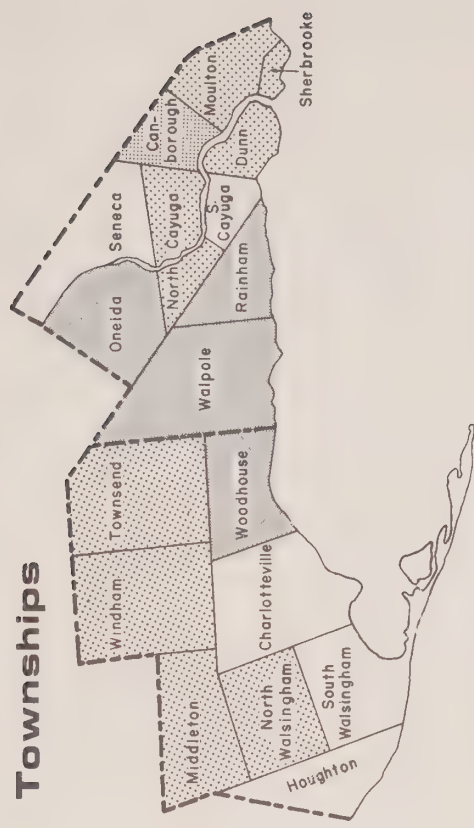 Townships
Middleton
Windham
Townsend
North
Walsingham
South
Walsingham
Houghton
Charlotteville
Woodhouse
Walpole
Oneida
Seneca
North
Cayuga
Rainham
S.
Cayuga
Can-
borough
Moulton
Dunn
Sherbrooke